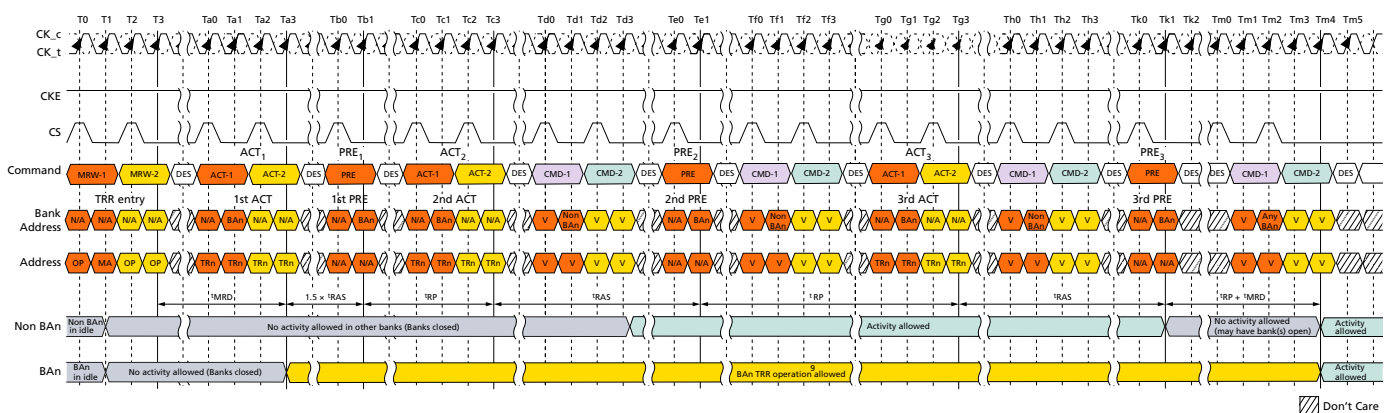 T0 T1 T2 T3 Ta0 Ta1 Ta2 Ta3 Tb0 Tb1 Tc0 Tc1 Tc2 Tc3 Td0 Td1 Td2 Td3 Te0 Te1 Tf0 Tf1 Tf2 Tf3 Tg0 Tg1 Tg2 Tg3 Th0 Th1 Th2 Th3 Tk0 Tk1 Tk2 Tm0 Tm1 Tm2 Tm3 Tm4 Tm5
CK_c
CK_t
CKE
CS
ACT1 PRE1 ACT2 PRE2 ACT3 PRE3
Command MRW-1 MRW-2 DES ACT-1 ACT-2 DES PRE DES ACT-1 ACT-2 DES CMD-1 CMD-2 DES PRE DES CMD-1 CMD-2 DES ACT-1 ACT-2 DES CMD-1 CMD-2 DES PRE DES DES CMD-1 CMD-2 DES
TRR entry 1st ACT 1st PRE 2nd ACT 2nd PRE 3rd ACT 3rd PRE
Bank Address N/A N/A N/A N/A N/A BAn N/A N/A N/A BAn N/A BAn N/A N/A V Non BAn V V N/A BAn V Non BAn V V N/A BAn N/A N/A V Non BAn V V N/A BAn V Any BAn V V
Address OP MA OP OP TRn TRn TRn TRn N/A N/A TRn TRn TRn TRn V V V V N/A N/A V V V V TRn TRn TRn TRn V V V V N/A N/A V V V V
tMRD 1.5 × tRAS tRP tRAS tRP tRAS tRP + tMRD
Non BAn Non BAn in idle No activity allowed in other banks (Banks closed) Activity allowed No activity allowed (may have bank(s) open) Activity allowed
BAn BAn in idle No activity allowed (Banks closed) BAn TRR operation allowed 9 Activity allowed
Don't Care